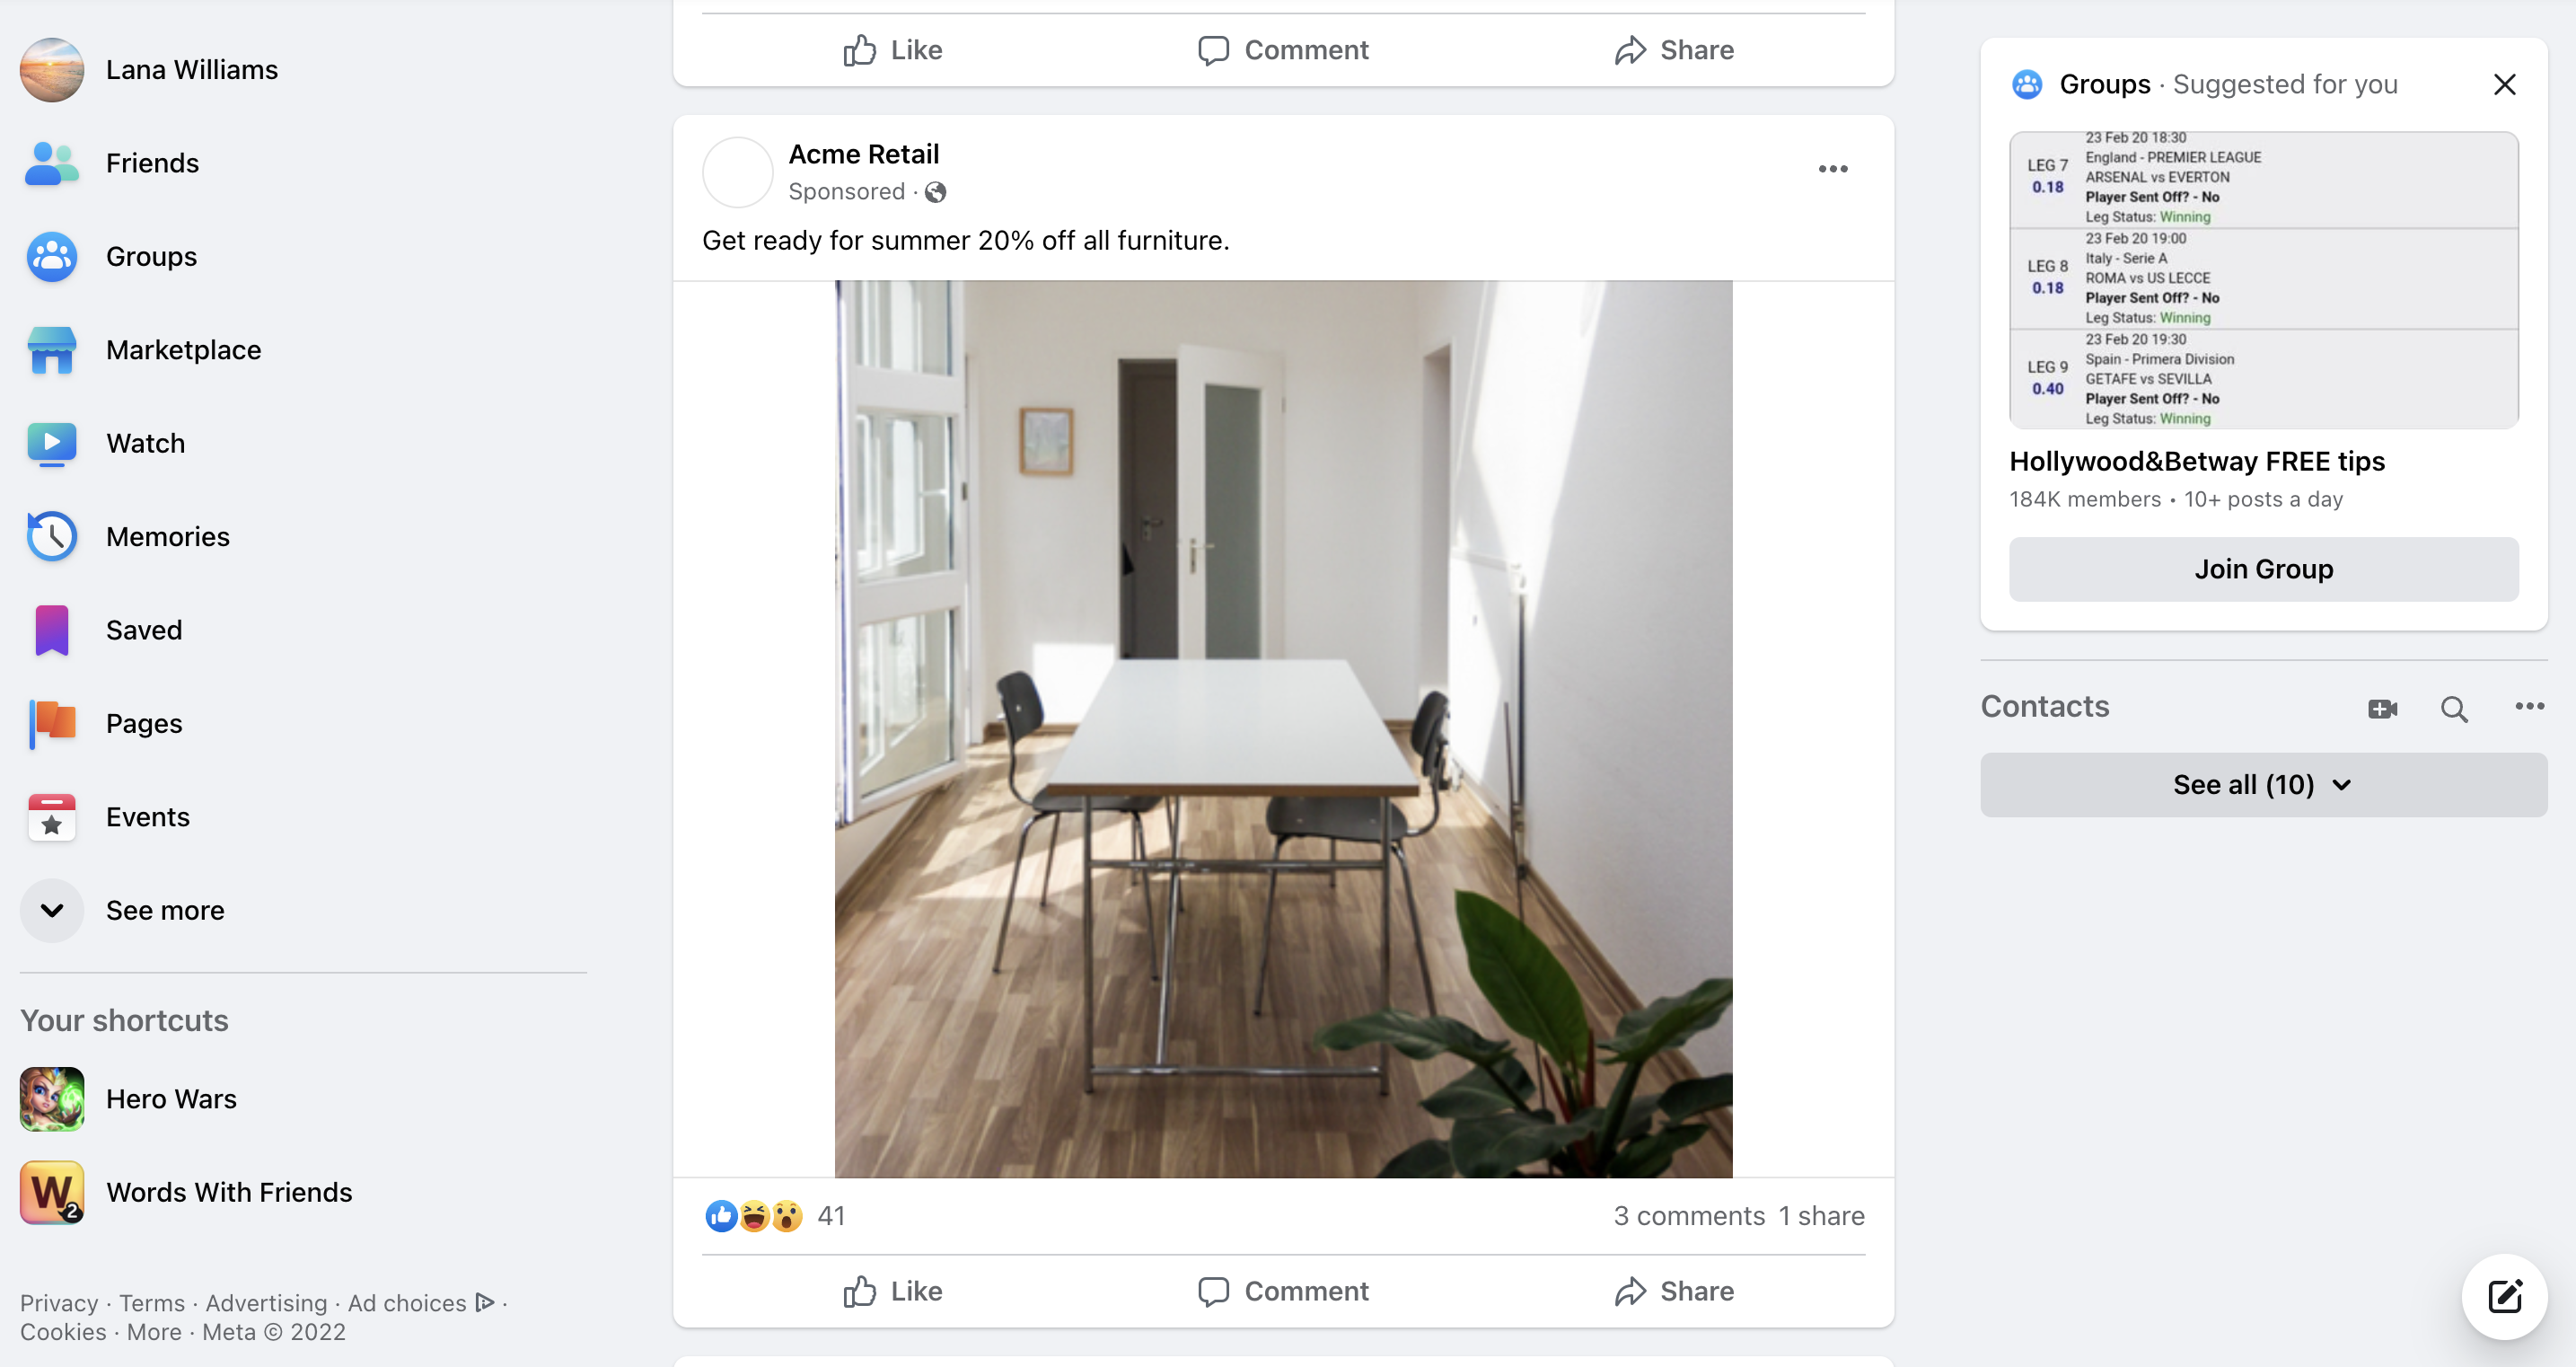 Lana Williams
Friends
Groups
Marketplace
Watch
Memories
Saved
Pages
Events
See more
Your shortcuts
Hero Wars
W
2
Words With Friends
Privacy · Terms · Advertising · Ad choices ·
Cookies · More · Meta © 2022
Like Comment Share
Acme Retail
Sponsored ·
Get ready for summer 20% off all furniture.
41 3 comments 1 share
Like Comment Share
Groups · Suggested for you
23 Feb 20 18:30
LEG 7
0.18
England - PREMIER LEAGUE
ARSENAL vs EVERTON
Player Sent Off? - No
Leg Status: Winning
23 Feb 20 19:00
LEG 8
0.18
Italy - Serie A
ROMA vs US LECCE
Player Sent Off? - No
Leg Status: Winning
23 Feb 20 19:30
LEG 9
0.40
Spain - Primera Division
GETAFE vs SEVILLA
Player Sent Off? - No
Leg Status: Winning
Hollywood&Betway FREE tips
184K members • 10+ posts a day
Join Group
Contacts
See all (10)